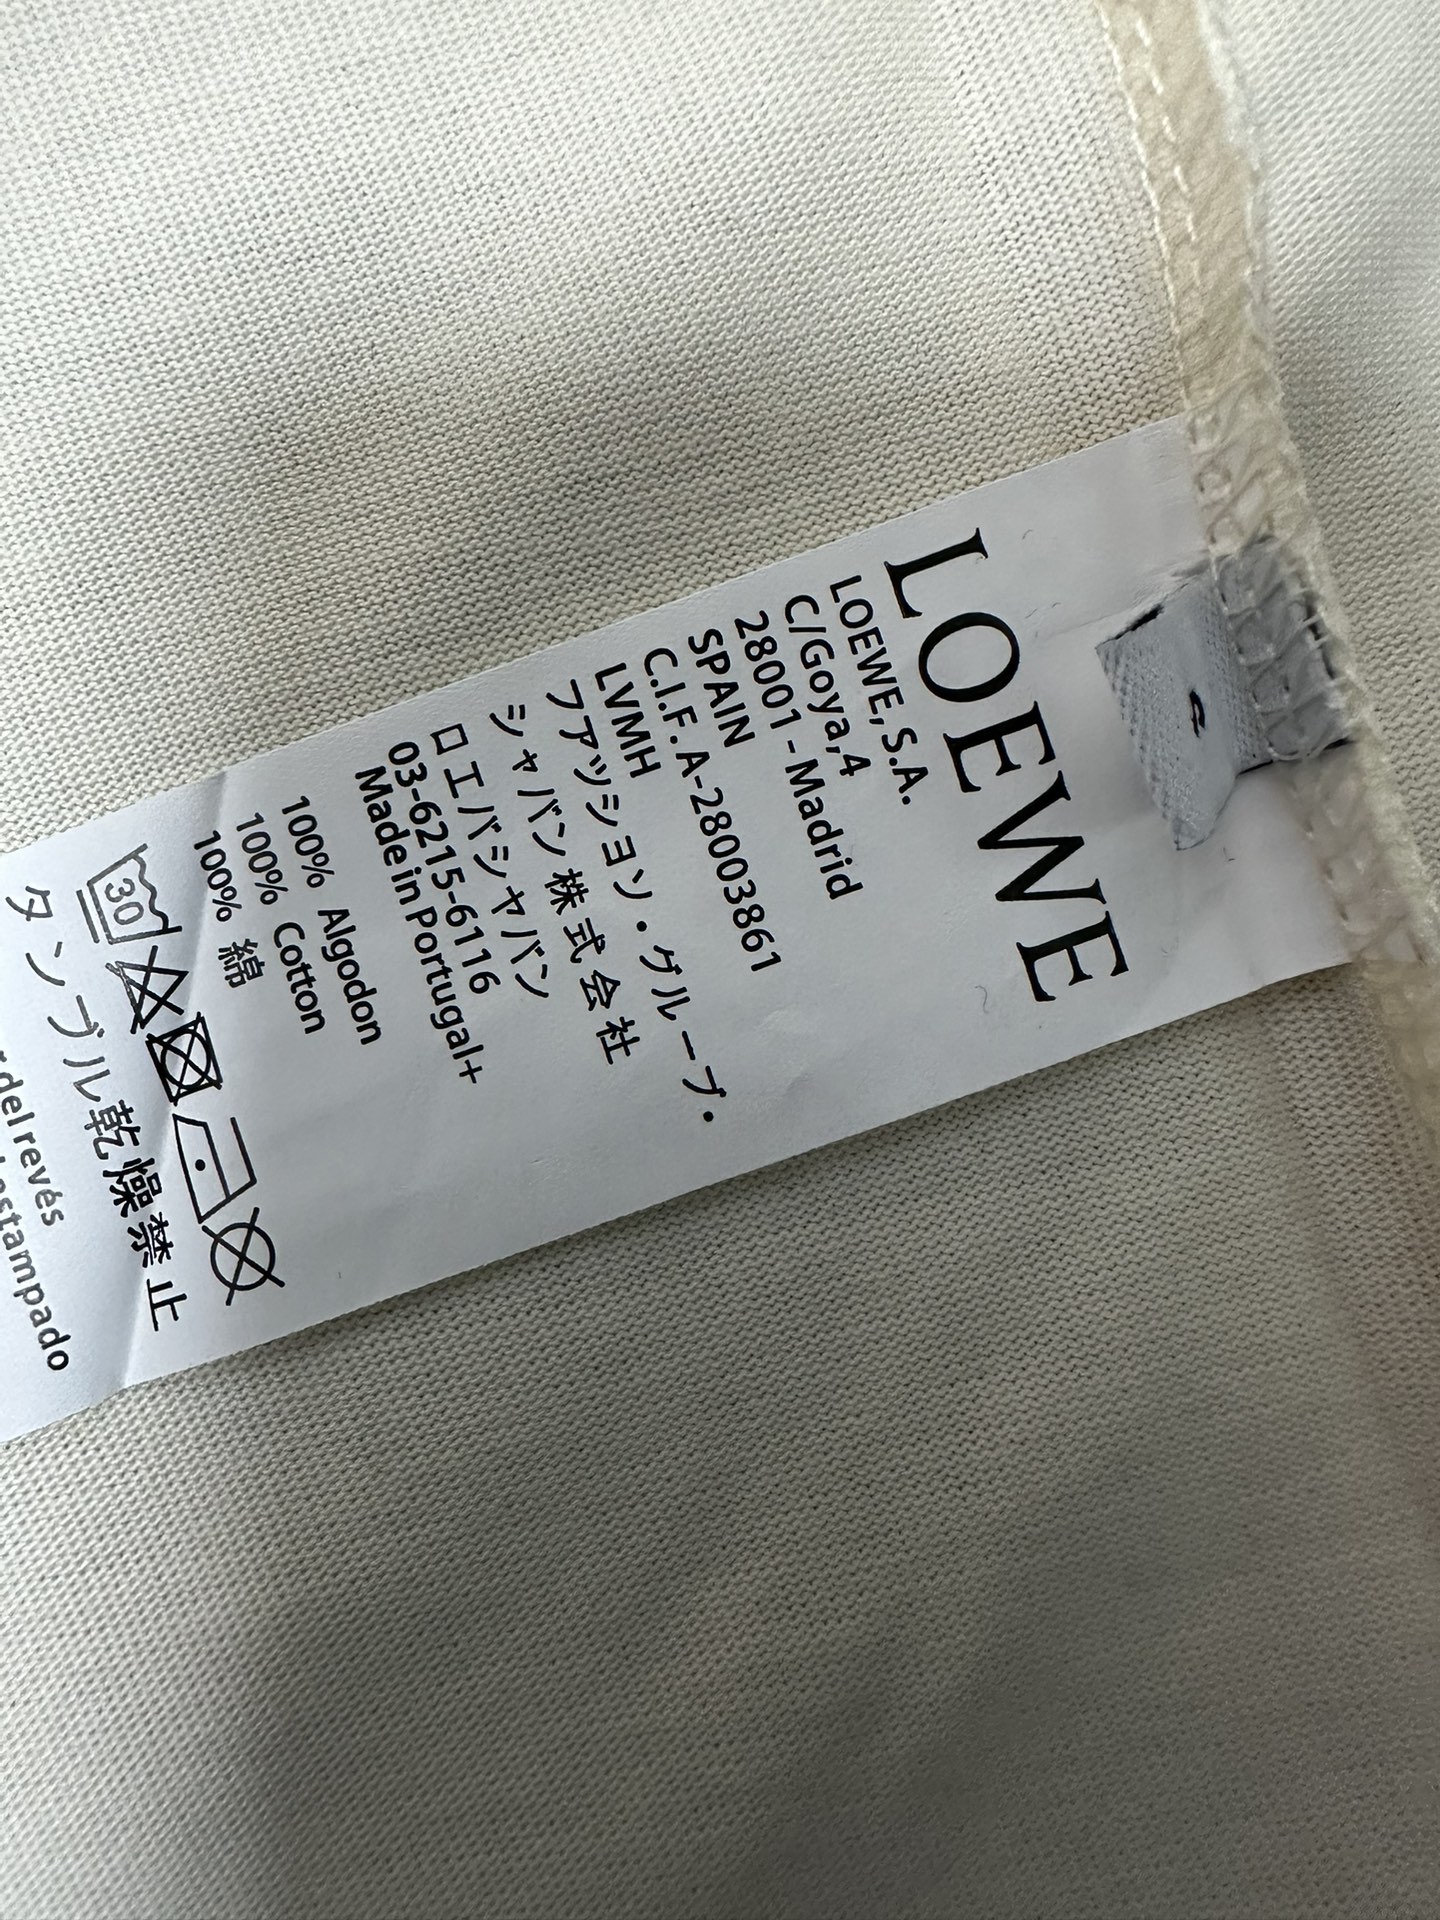 LOEWE
LOEWE, S.A.
C/Goya,4
28001 - Madrid
SPAIN
C.I.F. A-28003861
LVMH
ファッション・グループ・
ジャパン株式会社
ロエベジャパン
03-6215-6116
Made in Portugal+
100% Algodon
100% Cotton
100% 綿
30
タンブル乾燥禁止
del revés
estampado